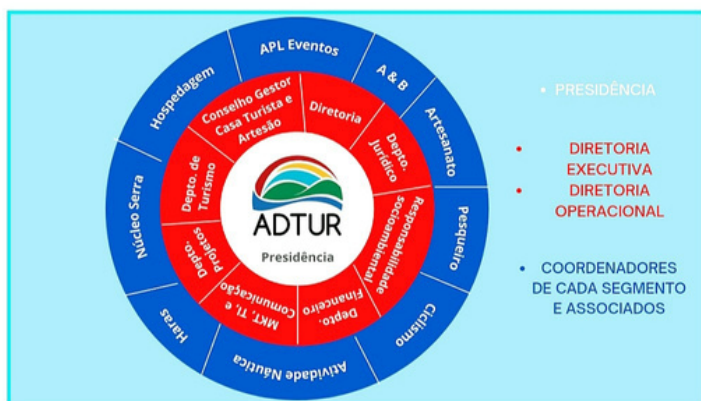 APL Eventos
A & B
Artesanato
Pesqueiro
Ciclismo
Atividade Náutica
Haras
Núcleo Serra
Hospedagem
Conselho Gestor
Casa Turista e
Artesão
Diretoria
Depto.
Jurídico
Responsabilidade
socioambiental
Depto.
Financeiro
MKT, TI, e
Comunicação
Depto.
Projetos
Depto. de
Turismo
ADTUR
Presidência
• PRESIDÊNCIA
• DIRETORIA
EXECUTIVA
• DIRETORIA
OPERACIONAL
• COORDENADORES
DE CADA SEGMENTO
E ASSOCIADOS